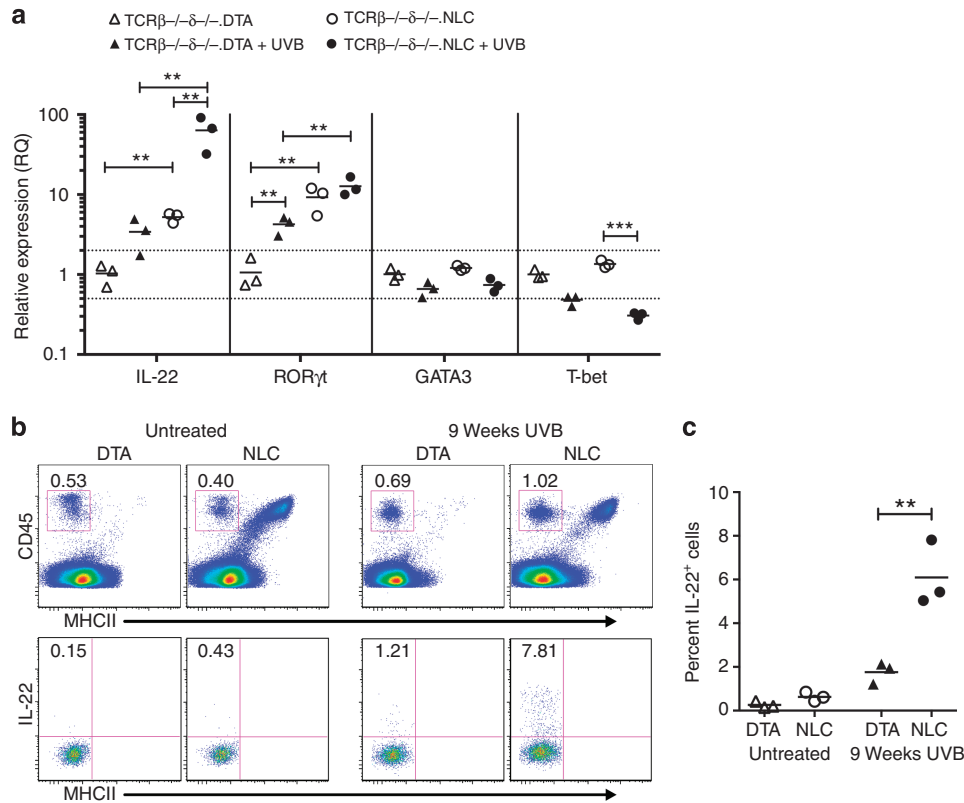 a
TCRβ–/–δ–/–.DTA
TCRβ–/–δ–/–.NLC
TCRβ–/–δ–/–.DTA + UVB
TCRβ–/–δ–/–.NLC + UVB
Relative expression (RQ)
100
10
1
0.1
**
**
**
**
**
**
**
***
IL-22
RORγt
GATA3
T-bet
b
Untreated
9 Weeks UVB
DTA
NLC
DTA
NLC
0.53
0.40
0.69
1.02
CD45
MHCII
0.15
0.43
1.21
7.81
IL-22
MHCII
c
Percent IL-22⁺ cells
10
8
6
4
2
0
**
DTA
NLC
DTA
NLC
Untreated
9 Weeks UVB